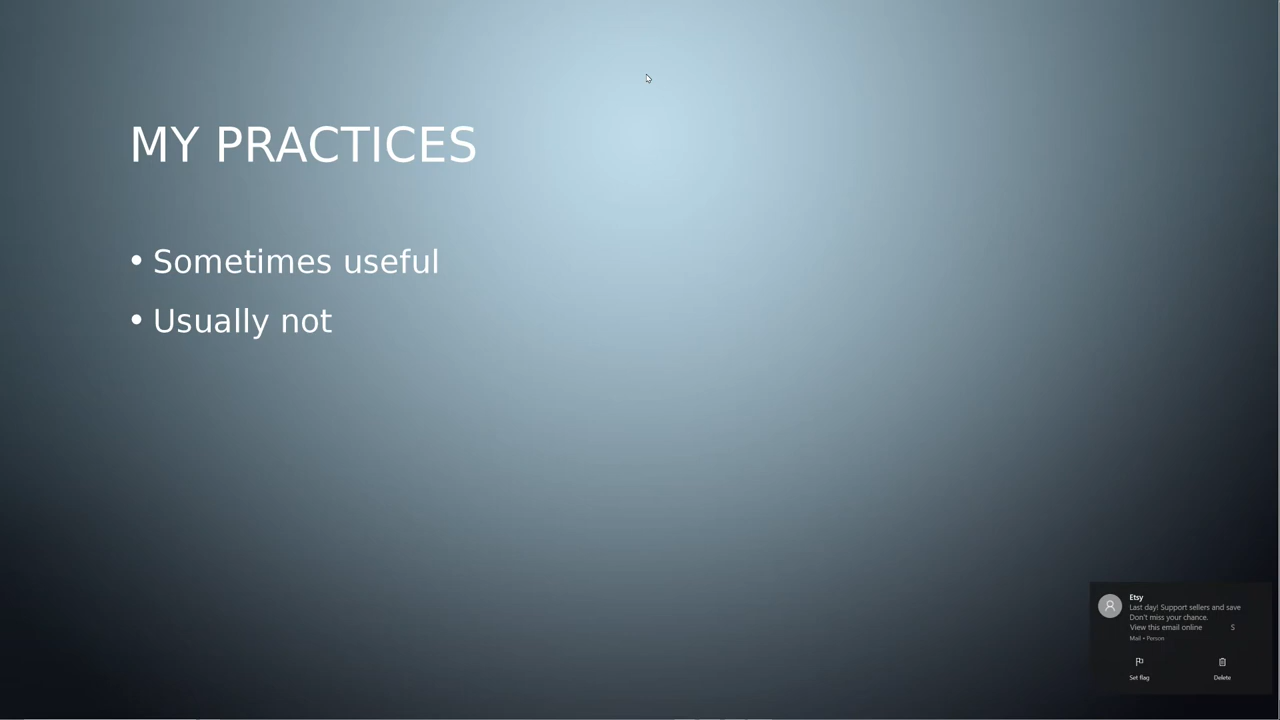 MY PRACTICES
• Sometimes useful
• Usually not
Etsy
Last day! Support sellers and save
Don't miss your chance.
View this email online S
Mail • Person
Set flag Delete